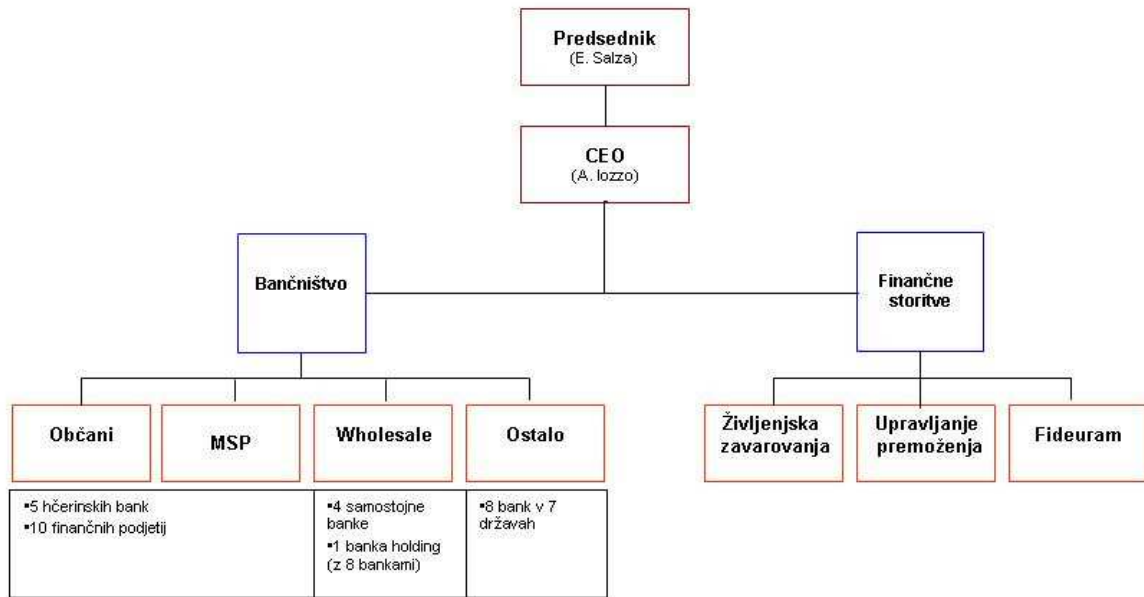 Predsednik
(E. Salza)
CEO
(A. Iozzo)
Bančništvo
Finančne
storitve
Občani
MSP
Wholesale
Ostalo
Življenjska
zavarovanja
Upravljanje
premoženja
Fideuram
▪5 hčerinskih bank
▪10 finančnih podjetij
▪4 samostojne
banke
▪1 banka holding
(z 8 bankami)
▪8 bank v 7
državah